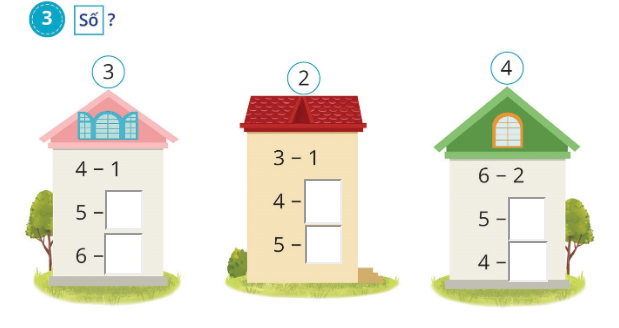 3 Số ?
3
4 – 1
5 –
6 –
2
3 – 1
4 –
5 –
4
6 – 2
5 –
4 –